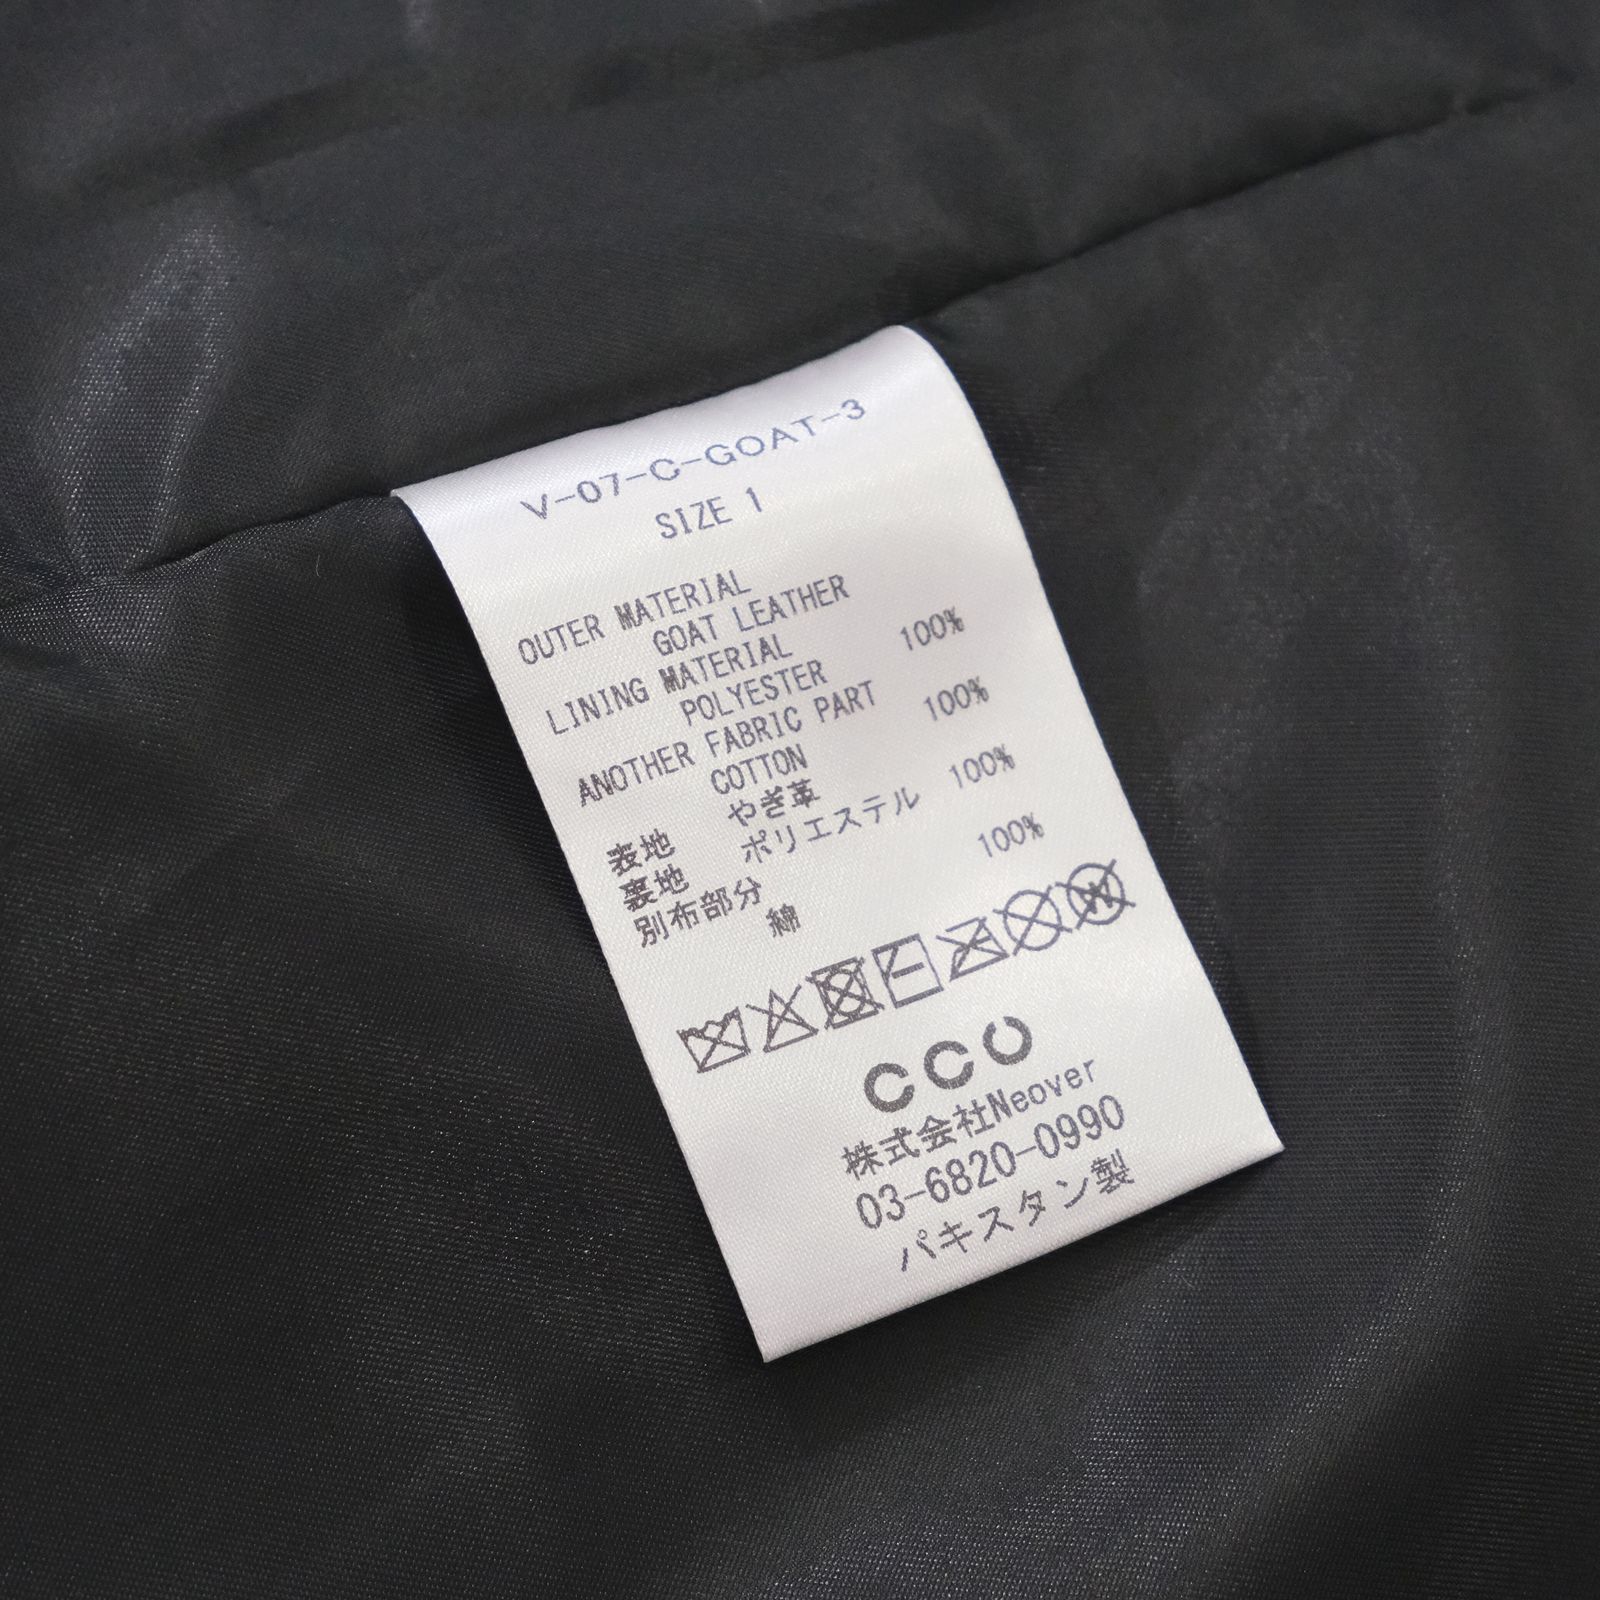 V-07-C-GOAT-3
SIZE 1
OUTER MATERIAL
GOAT LEATHER
LINING MATERIAL
POLYESTER 100%
ANOTHER FABRIC PART
COTTON 100%
表地 やぎ革
裏地 ポリエステル 100%
別布部分
綿 100%
CCU
株式会社Neover
03-6820-0990
パキスタン製